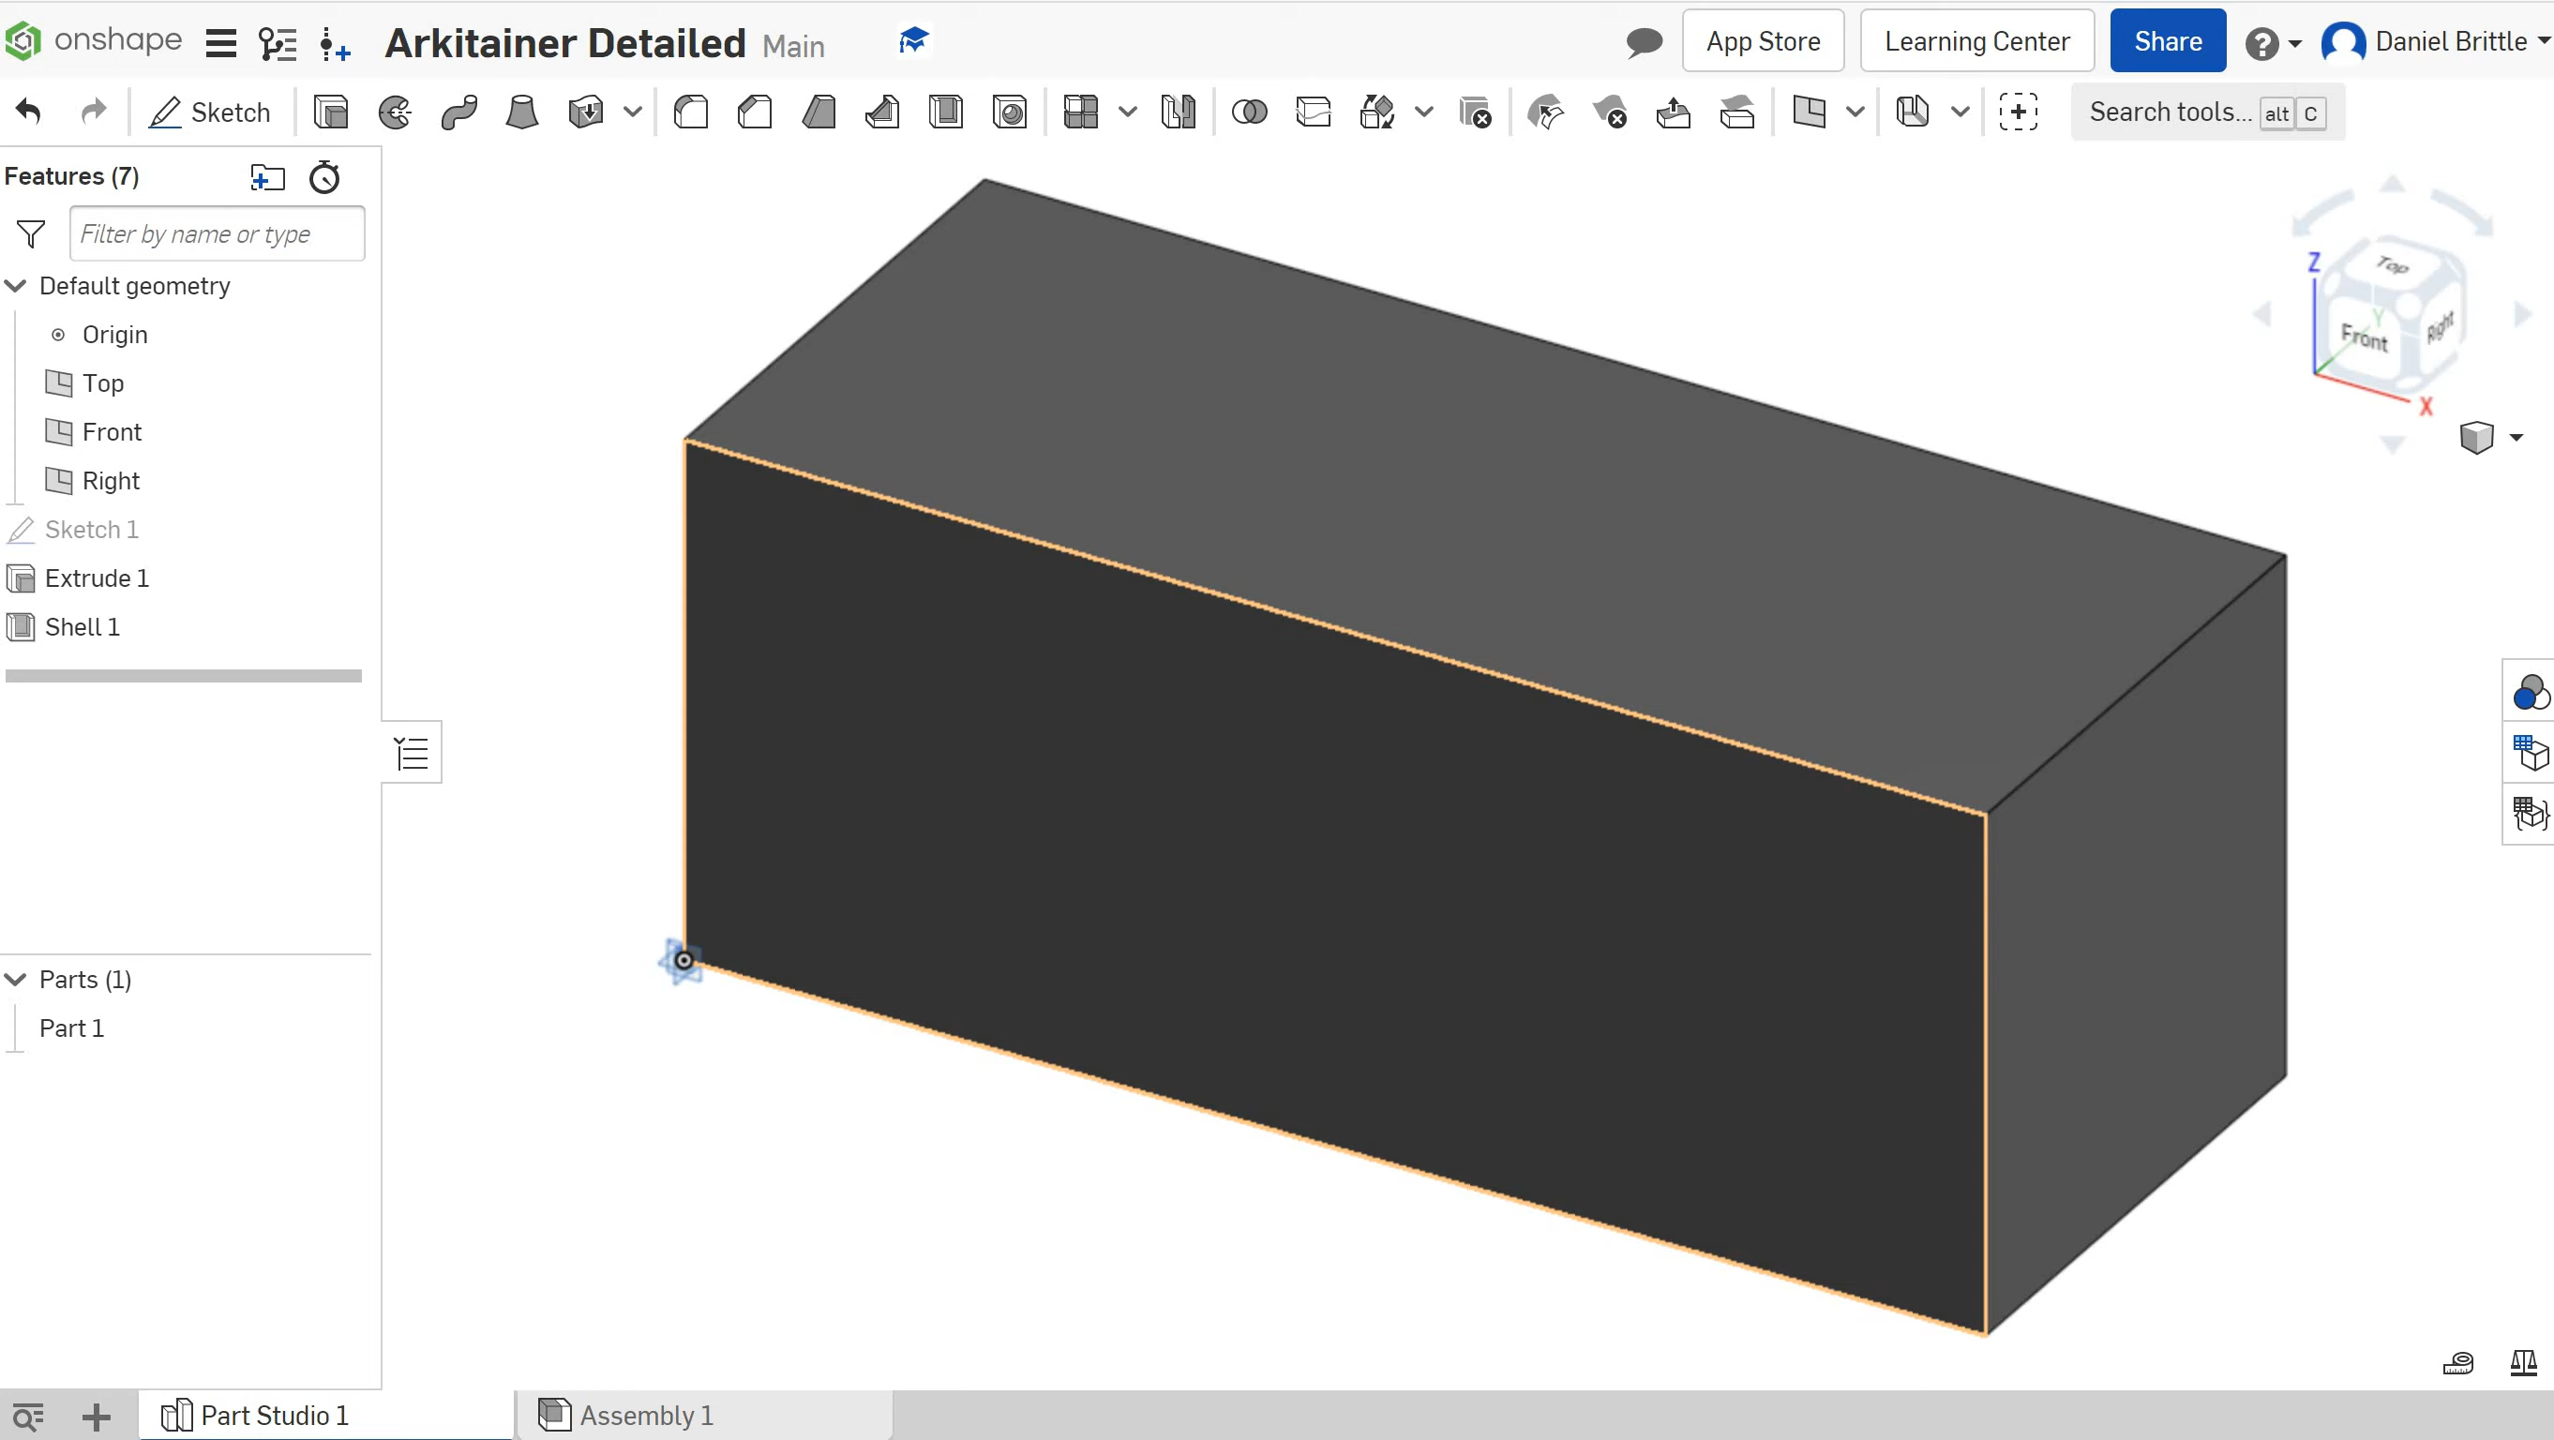 onshape
Arkitainer Detailed Main
App Store
Learning Center
Share
Daniel Brittle
Sketch
Search tools... alt C
Features (7)
Filter by name or type
Default geometry
Origin
Top
Front
Right
Sketch 1
Extrude 1
Shell 1
Parts (1)
Part 1
Z
Top
Y
Front
Right
X
Part Studio 1
Assembly 1